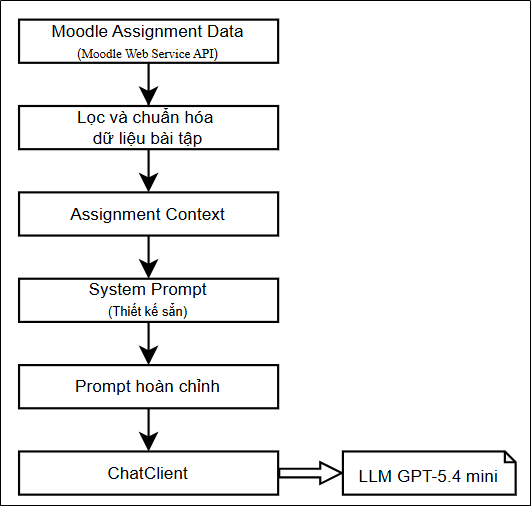 Moodle Assignment Data
(Moodle Web Service API)
Lọc và chuẩn hóa
dữ liệu bài tập
Assignment Context
System Prompt
(Thiết kế sẳn)
Prompt hoàn chỉnh
ChatClient
LLM GPT-5.4 mini